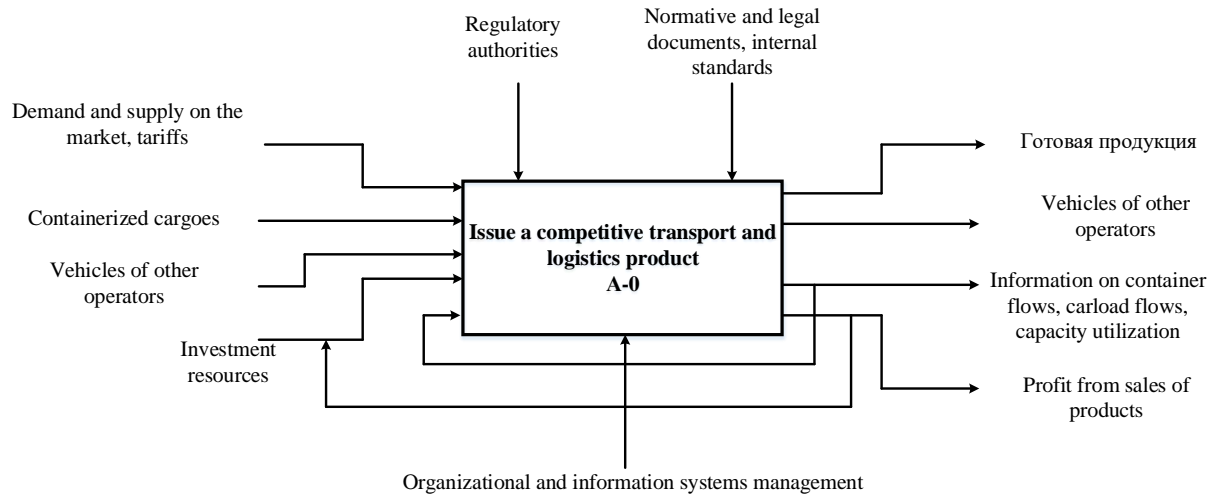 Regulatory
authorities
Normative and legal
documents, internal
standards
Demand and supply on the
market, tariffs
Containerized cargoes
Vehicles of other
operators
Investment
resources
Issue a competitive transport and
logistics product
A-0
Готовая продукция
Vehicles of other
operators
Information on container
flows, carload flows,
capacity utilization
Profit from sales of
products
Organizational and information systems management